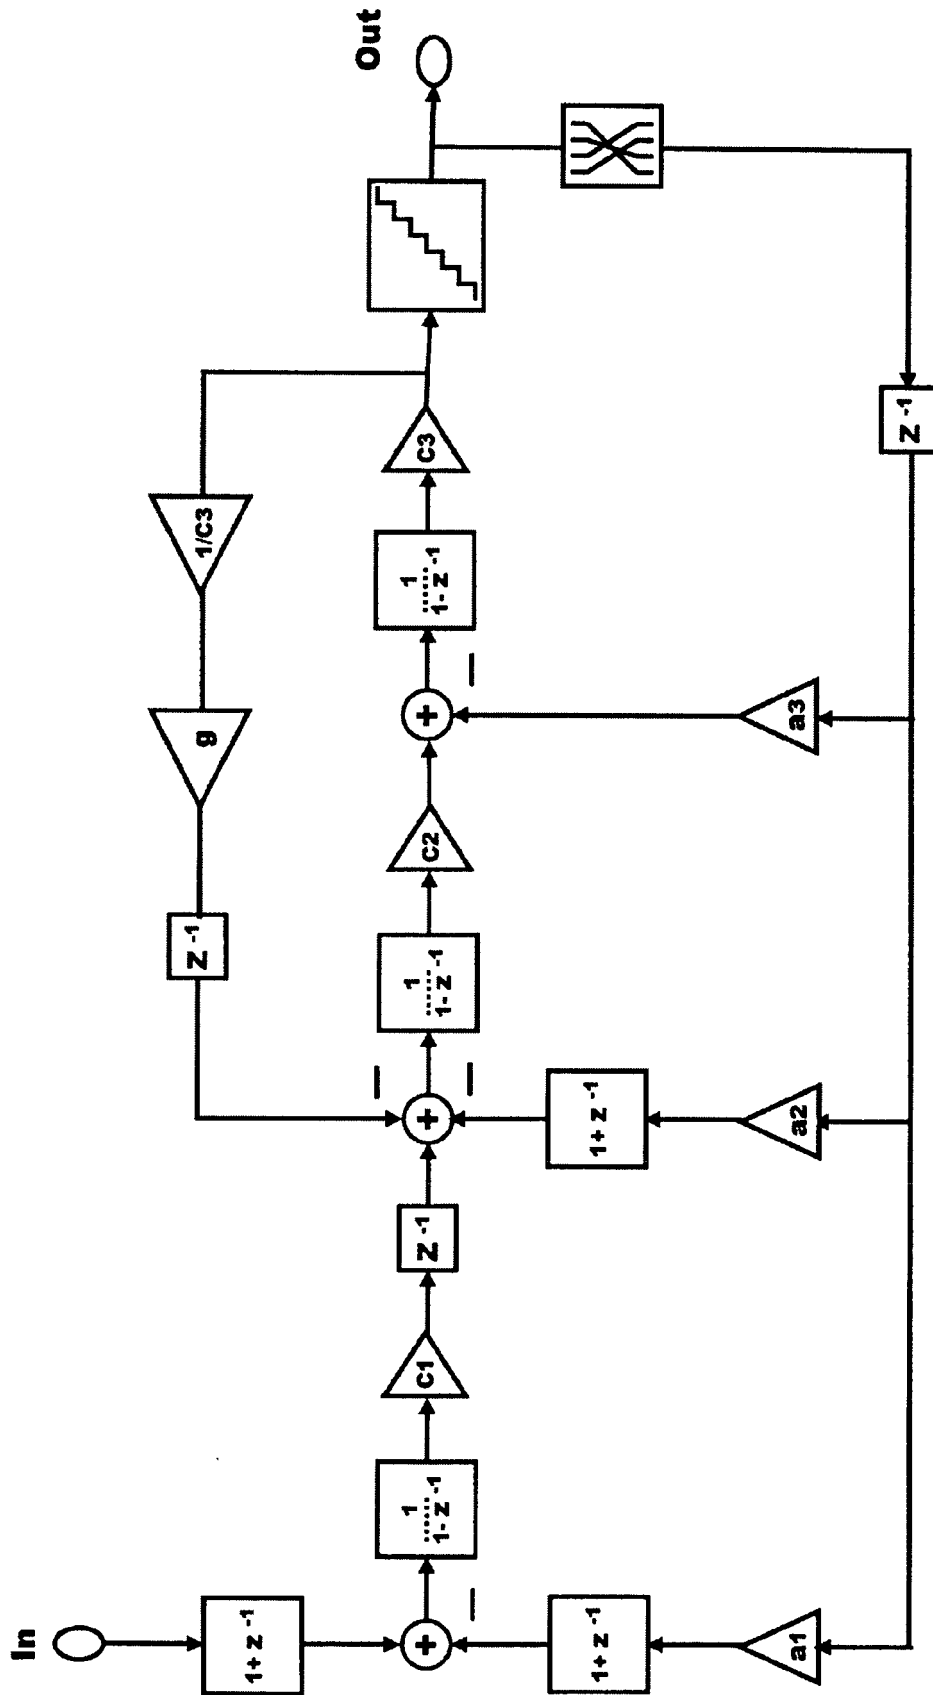 In
1+ z⁻¹
+
1
1- z⁻¹
C1
Z⁻¹
+
1
1- z⁻¹
C2
+
1
1- z⁻¹
C3
Out
1/C3
g
Z⁻¹
1+ z⁻¹
a1
1+ z⁻¹
a2
a3
Z⁻¹